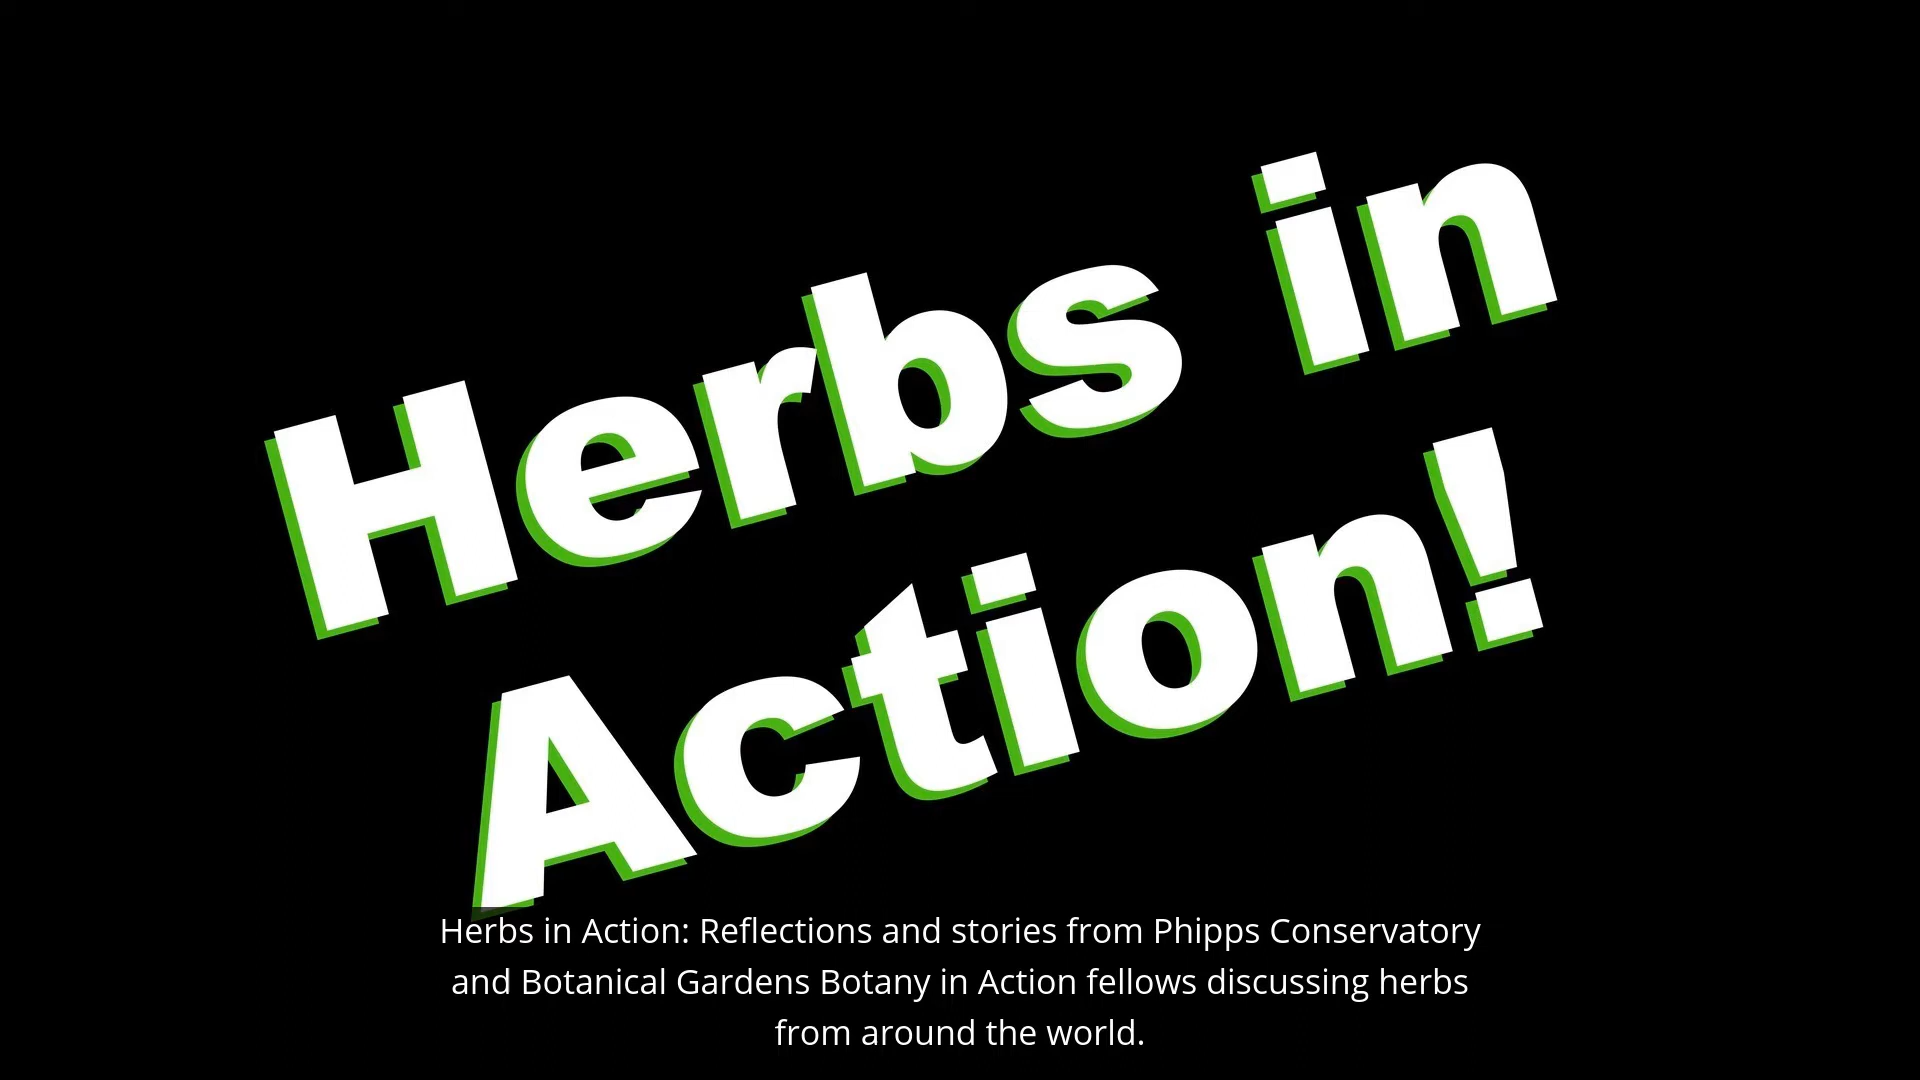 Herbs in
Action!
Herbs in Action: Reflections and stories from Phipps Conservatory
and Botanical Gardens Botany in Action fellows discussing herbs
from around the world.